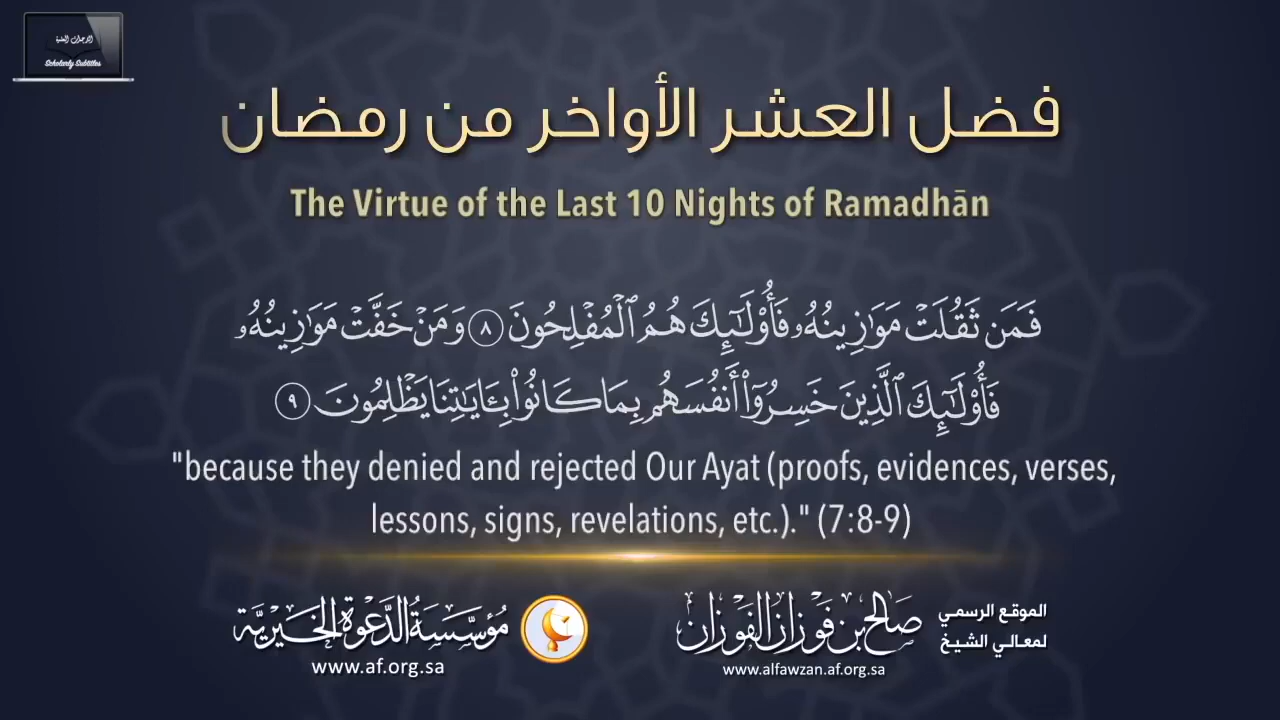 Scholarly Subtitles
فضل العشر الأواخر من رمضان
The Virtue of the Last 10 Nights of Ramadhān
فَمَن ثَقُلَتْ مَوَٰزِينُهُۥ فَأُو۟لَـٰٓئِكَ هُمُ ٱلْمُفْلِحُونَ ٨ وَمَنْ خَفَّتْ مَوَٰزِينُهُۥ
فَأُو۟لَـٰٓئِكَ ٱلَّذِينَ خَسِرُوٓا۟ أَنفُسَهُم بِمَا كَانُوا۟ بِـَٔايَـٰتِنَا يَظْلِمُونَ ٩
"because they denied and rejected Our Ayat (proofs, evidences, verses,
lessons, signs, revelations, etc.)." (7:8-9)
الموقع الرسمي
لمعالي الشيخ
صالح بن فوزان الفوزان
www.alfawzan.af.org.sa
مؤسسة الدعوة الخيرية
www.af.org.sa